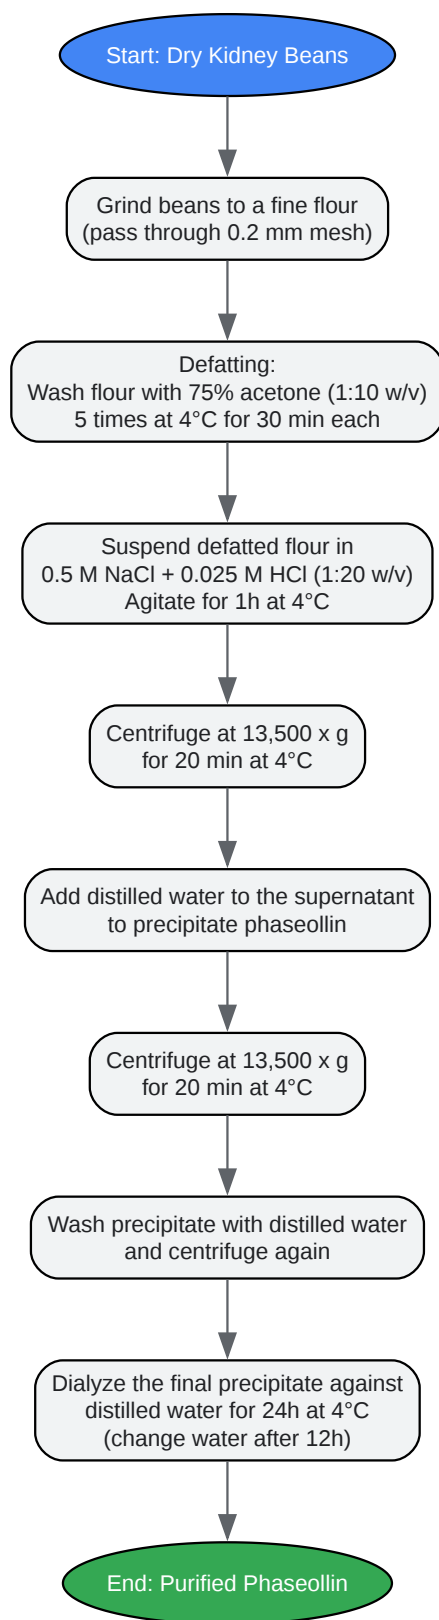 Start: Dry Kidney Beans
Grind beans to a fine flour
(pass through 0.2 mm mesh)
Defatting:
Wash flour with 75% acetone (1:10 w/v)
5 times at 4°C for 30 min each
Suspend defatted flour in
0.5 M NaCl + 0.025 M HCl (1:20 w/v)
Agitate for 1h at 4°C
Centrifuge at 13,500 x g
for 20 min at 4°C
Add distilled water to the supernatant
to precipitate phaseollin
Centrifuge at 13,500 x g
for 20 min at 4°C
Wash precipitate with distilled water
and centrifuge again
Dialyze the final precipitate against
distilled water for 24h at 4°C
(change water after 12h)
End: Purified Phaseollin